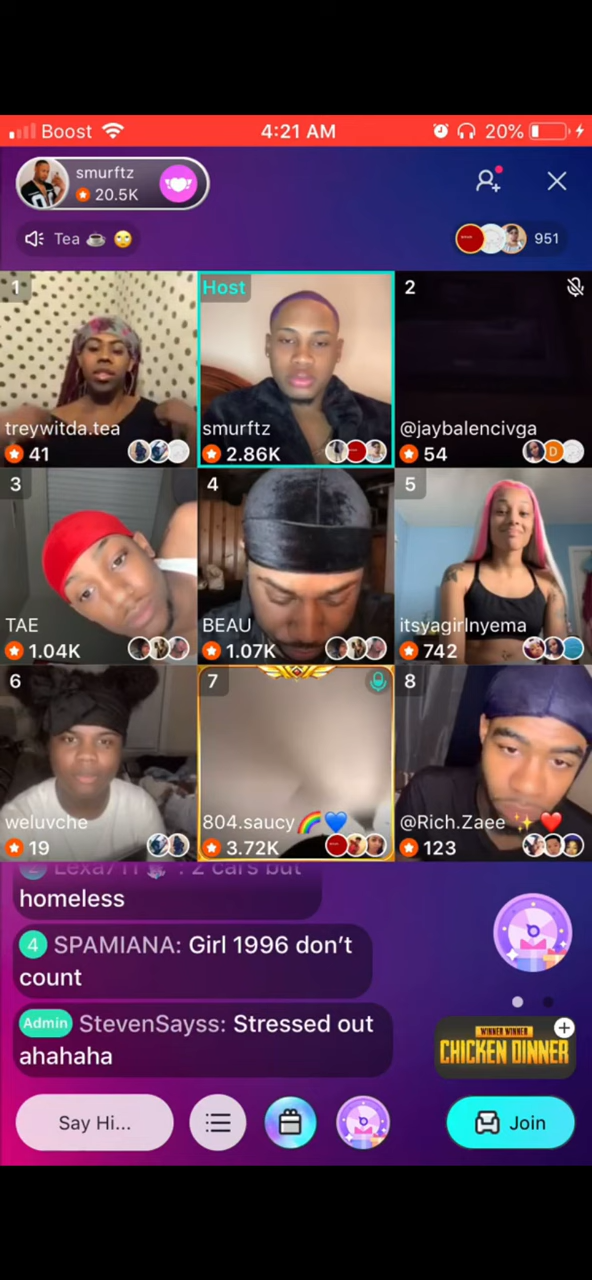 Boost 4:21 AM 20%
smurftz
20.5K
Tea ☕ 🙄 951
1 Host 2
treywitda.tea smurftz @jaybalencivga
41 2.86K 54
D
3 4 5
TAE BEAU itsyagirlnyema
1.04K 1.07K 742
6 7 8
weluvche 804.saucy🌈💙 @Rich.Zaee ✨ ❤️
19 3.72K 123
: 2 cars but
homeless
4 SPAMIANA: Girl 1996 don't
count
Admin StevenSayss: Stressed out
ahahaha
WINNER WINNER
CHICKEN DINNER
Say Hi... Join